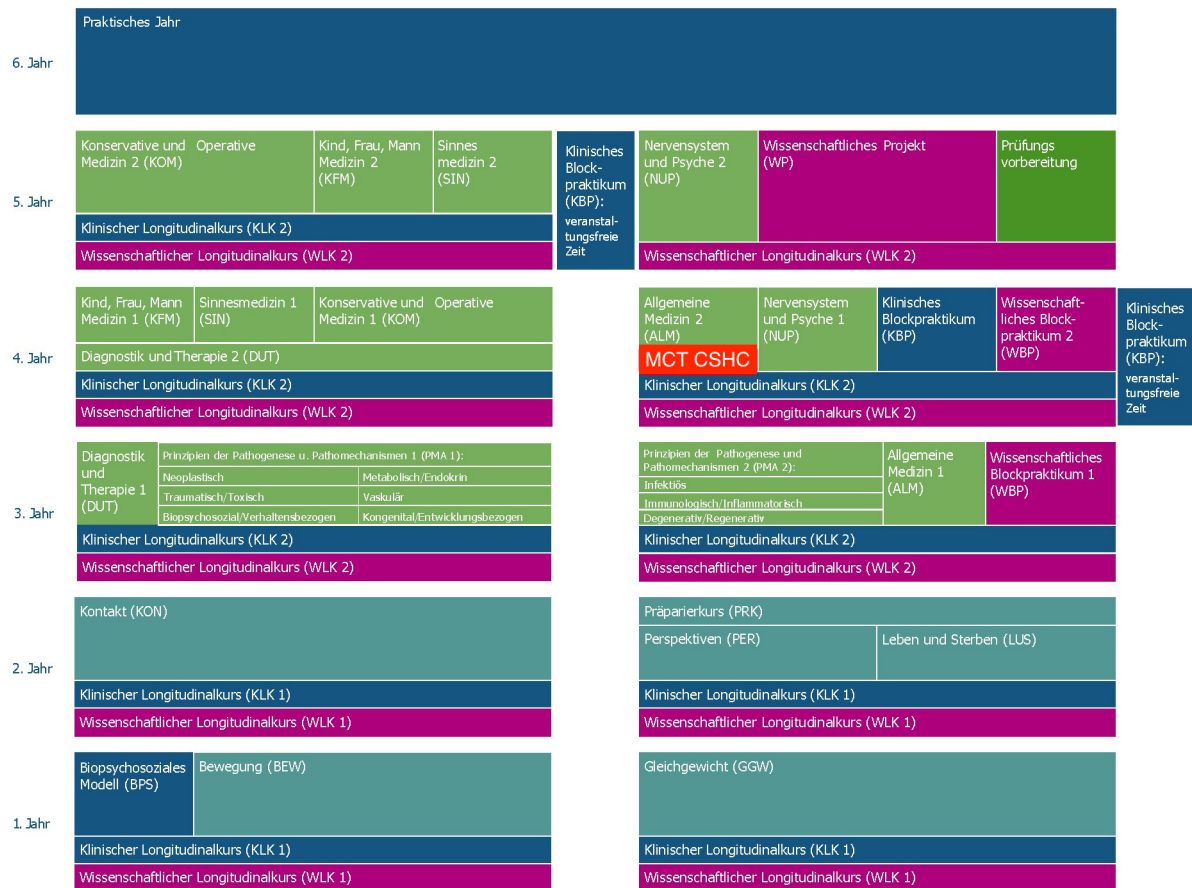 Praktisches Jahr
6. Jahr
Konservative und Operative
Medizin 2 (KOM)
Kind, Frau, Mann
Medizin 2
(KFM)
Sinnes
medizin 2
(SIN)
Klinisches
Block-
praktikum
(KBP):
veranstal-
tungsfreie
Zeit
Nervensystem
und Psyche 2
(NUP)
Wissenschaftliches Projekt
(WP)
Prüfungs
vorbereitung
5. Jahr
Klinischer Longitudinalkurs (KLK 2)
Wissenschaftlicher Longitudinalkurs (WLK 2)
Wissenschaftlicher Longitudinalkurs (WLK 2)
Kind, Frau, Mann
Medizin 1 (KFM)
Sinnesmedizin 1
(SIN)
Konservative und Operative
Medizin 1 (KOM)
Allgemeine
Medizin 2
(ALM)
MCT CSHC
Nervensystem
und Psyche 1
(NUP)
Klinisches
Blockpraktikum
(KBP)
Wissenschaft-
liches Block-
praktikum 2
(WBP)
Klinisches
Block-
praktikum
(KBP):
veranstal-
tungsfreie
Zeit
4. Jahr
Diagnostik und Therapie 2 (DUT)
Klinischer Longitudinalkurs (KLK 2)
Klinischer Longitudinalkurs (KLK 2)
Wissenschaftlicher Longitudinalkurs (WLK 2)
Wissenschaftlicher Longitudinalkurs (WLK 2)
Diagnostik
und
Therapie 1
(DUT)
Prinzipien der Pathogenese u. Pathomechanismen 1 (PMA 1):
Neoplastisch
Metabolisch/Endokrin
Traumatisch/Toxisch
Vaskulär
Biopsychosozial/Verhaltensbezogen
Kongenital/Entwicklungsbezogen
Prinzipien der Pathogenese und
Pathomechanismen 2 (PMA 2):
Infektiös
Immunologisch/Inflammatorisch
Degenerativ/Regenerativ
Allgemeine
Medizin 1
(ALM)
Wissenschaftliches
Blockpraktikum 1
(WBP)
3. Jahr
Klinischer Longitudinalkurs (KLK 2)
Klinischer Longitudinalkurs (KLK 2)
Wissenschaftlicher Longitudinalkurs (WLK 2)
Wissenschaftlicher Longitudinalkurs (WLK 2)
Kontakt (KON)
Präparierkurs (PRK)
Perspektiven (PER)
Leben und Sterben (LUS)
2. Jahr
Klinischer Longitudinalkurs (KLK 1)
Klinischer Longitudinalkurs (KLK 1)
Wissenschaftlicher Longitudinalkurs (WLK 1)
Wissenschaftlicher Longitudinalkurs (WLK 1)
Biopsychosoziales
Modell (BPS)
Bewegung (BEW)
Gleichgewicht (GGW)
1. Jahr
Klinischer Longitudinalkurs (KLK 1)
Klinischer Longitudinalkurs (KLK 1)
Wissenschaftlicher Longitudinalkurs (WLK 1)
Wissenschaftlicher Longitudinalkurs (WLK 1)